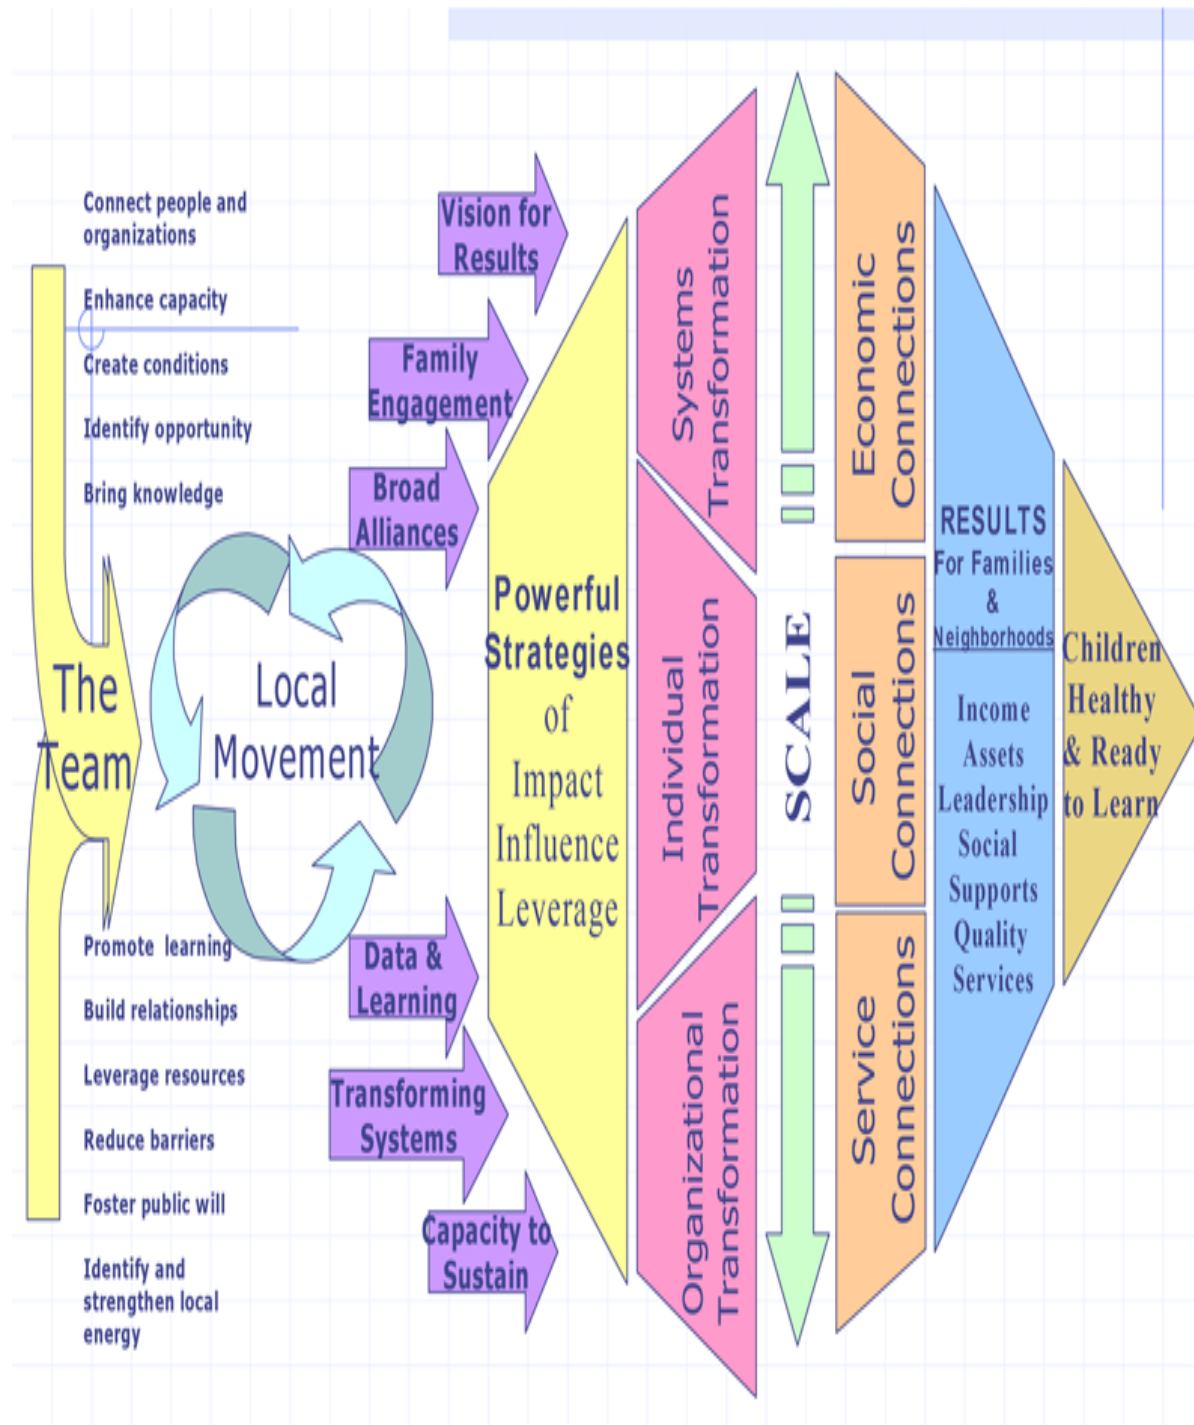 Connect people and
organizations
Enhance capacity
Create conditions
Identify opportunity
Bring knowledge
The
Team
Promote learning
Build relationships
Leverage resources
Reduce barriers
Foster public will
Identify and
strengthen local
energy
Local
Movement
Vision for
Results
Family
Engagement
Broad
Alliances
Data &
Learning
Transforming
Systems
Capacity to
Sustain
Powerful
Strategies
of
Impact
Influence
Leverage
Systems
Transformation
Individual
Transformation
Organizational
Transformation
SCALE
Economic
Connections
Social
Connections
Service
Connections
RESULTS
For Families
&
Neighborhoods
Income
Assets
Leadership
Social
Supports
Quality
Services
Children
Healthy
& Ready
to Learn